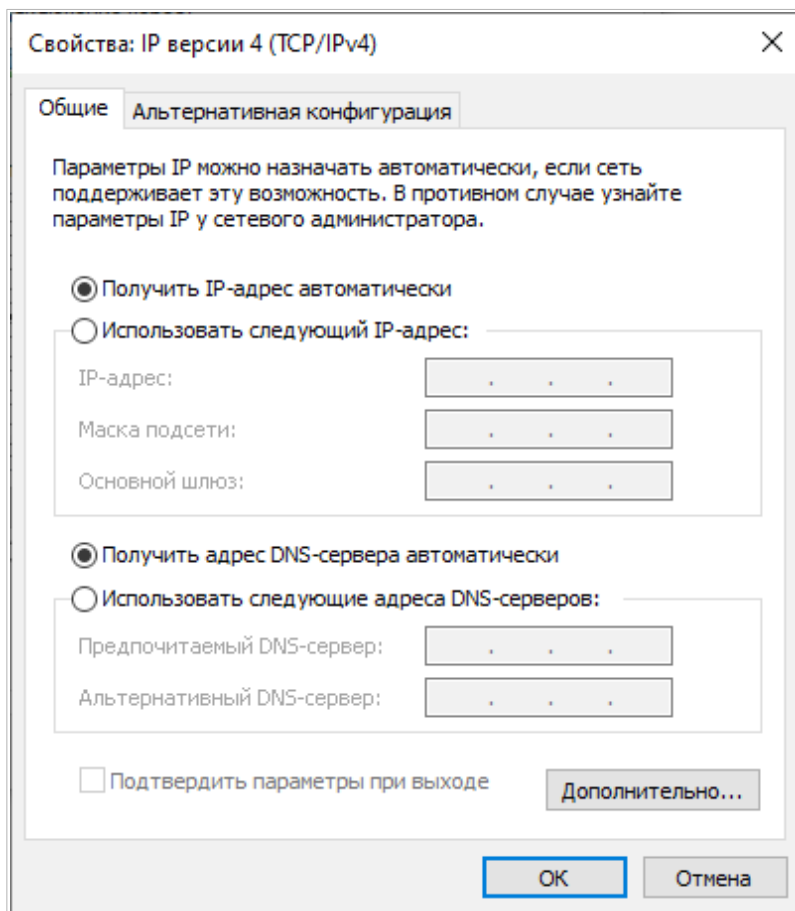 Свойства: IP версии 4 (TCP/IPv4)
Общие
Альтернативная конфигурация
Параметры IP можно назначать автоматически, если сеть
поддерживает эту возможность. В противном случае узнайте
параметры IP у сетевого администратора.
Получить IP-адрес автоматически
Использовать следующий IP-адрес:
IP-адрес:
Маска подсети:
Основной шлюз:
Получить адрес DNS-сервера автоматически
Использовать следующие адреса DNS-серверов:
Предпочитаемый DNS-сервер:
Альтернативный DNS-сервер:
Подтвердить параметры при выходе
Дополнительно...
ОК
Отмена